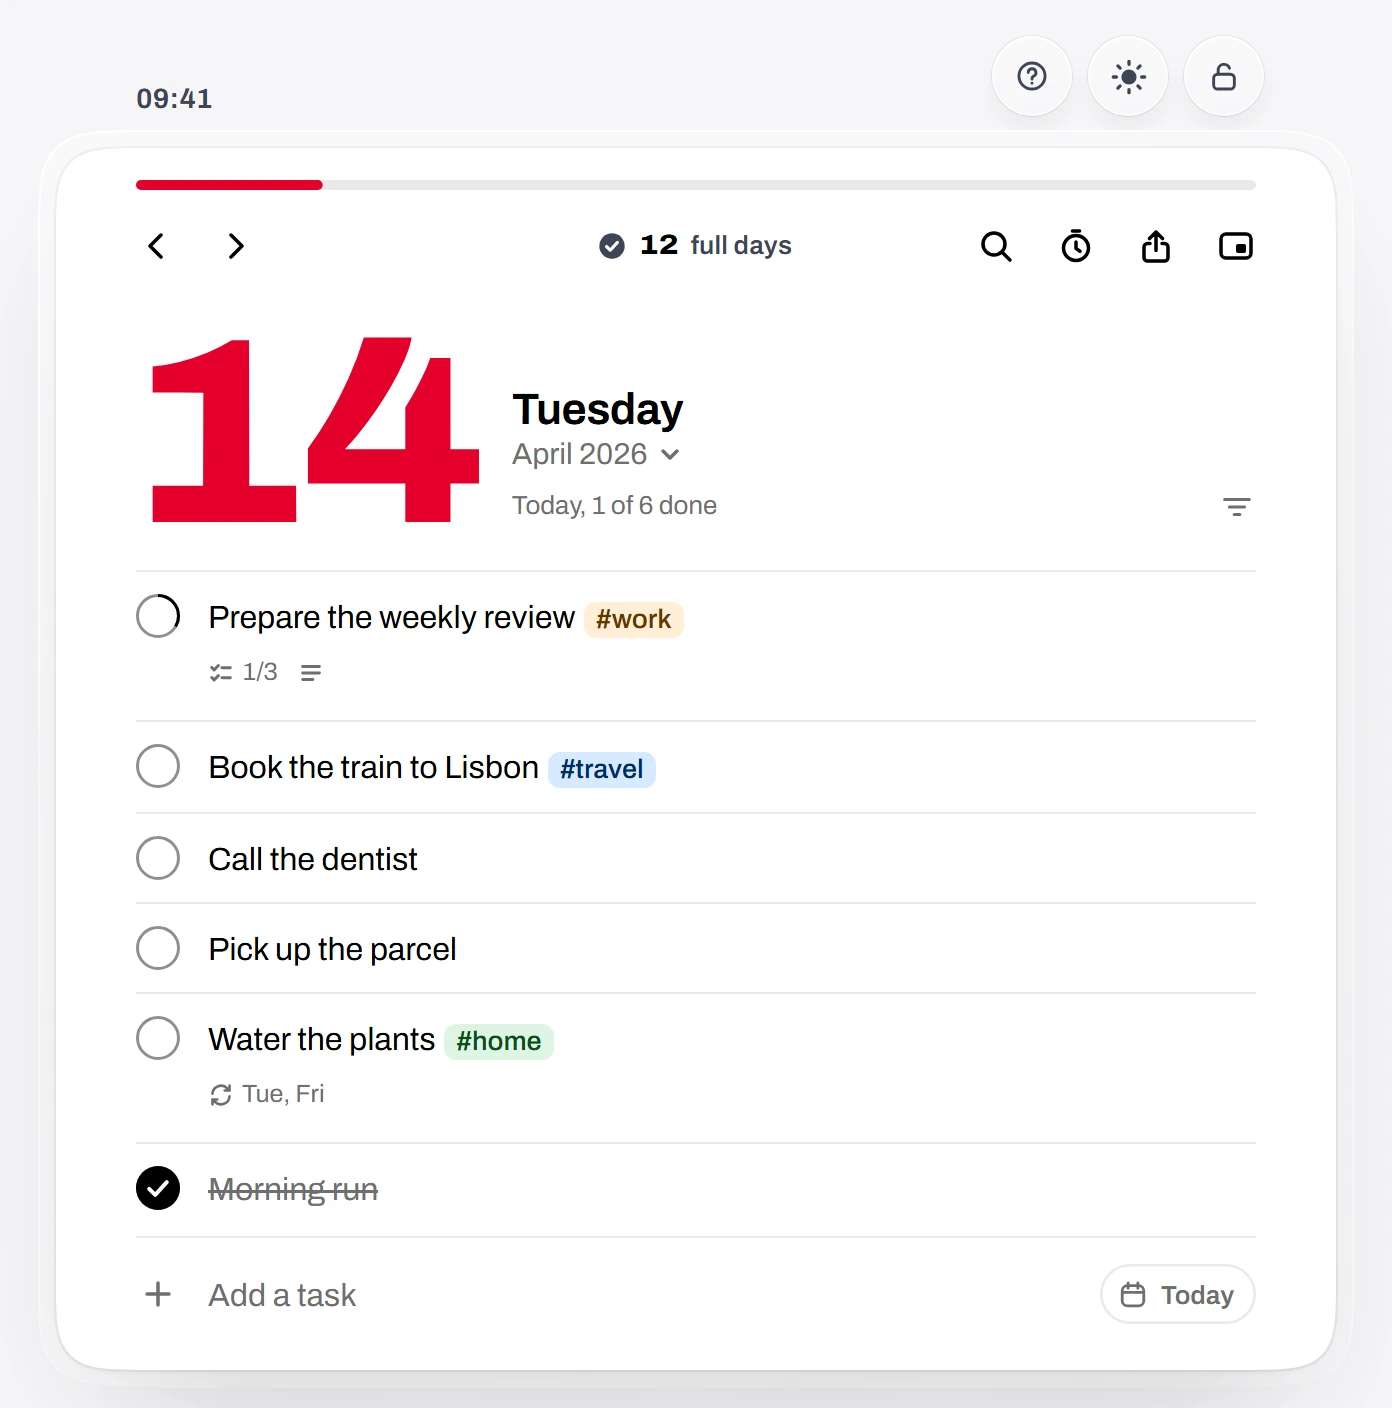 09:41
12 full days
14
Tuesday
April 2026
Today, 1 of 6 done
Prepare the weekly review #work
1/3
Book the train to Lisbon #travel
Call the dentist
Pick up the parcel
Water the plants #home
Tue, Fri
Morning run
Add a task
Today